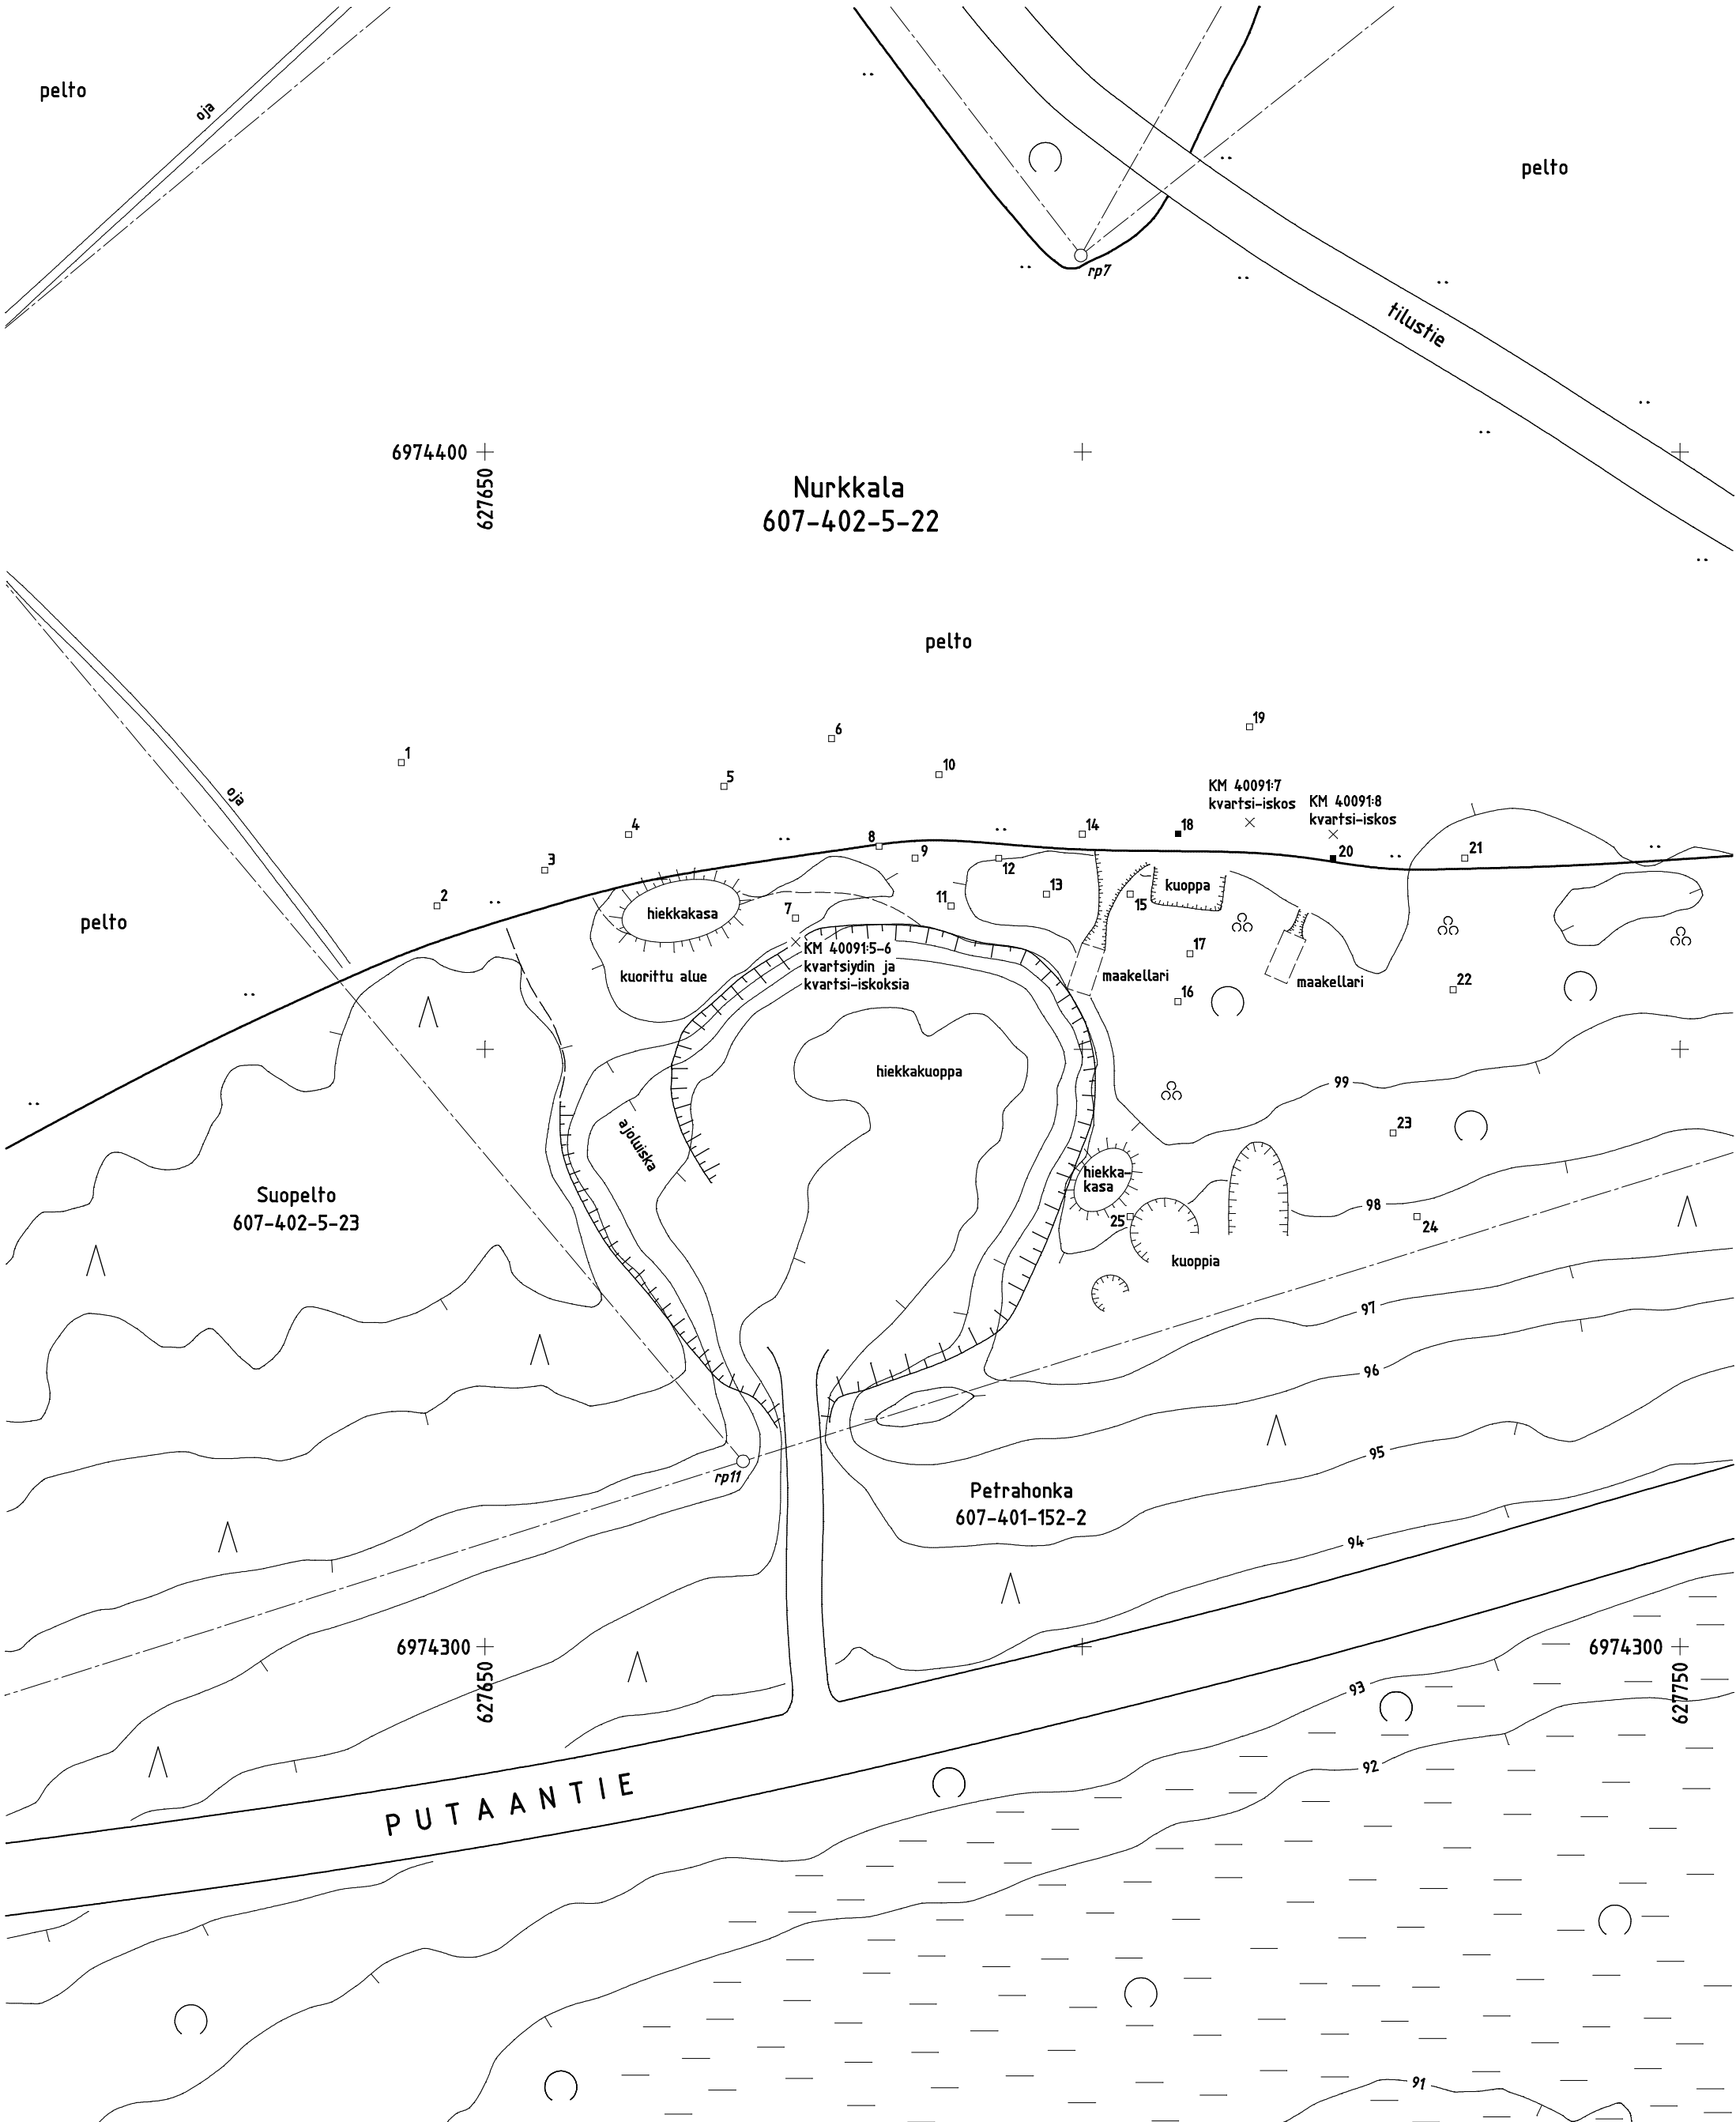 pelto
oja
pelto
rp7
tilustie
6974400
627650
Nurkkala
607-402-5-22
pelto
oja
1
2
3
4
5
6
7
8
9
10
11
12
13
14
15
16
17
18
19
20
21
22
23
24
25
KM 40091:7
kvartsi-iskos
KM 40091:8
kvartsi-iskos
pelto
hiekkakasa
kuorittu alue
KM 40091:5-6
kvartsiydin ja
kvartsi-iskoksia
kuoppa
maakellari
maakellari
hiekkakuoppa
ajoluiska
hiekka-
kasa
kuoppia
99
98
97
96
95
94
93
92
91
Suopelto
607-402-5-23
rp11
Petrahonka
607-401-152-2
6974300
627650
6974300
627750
PUTAANTIE